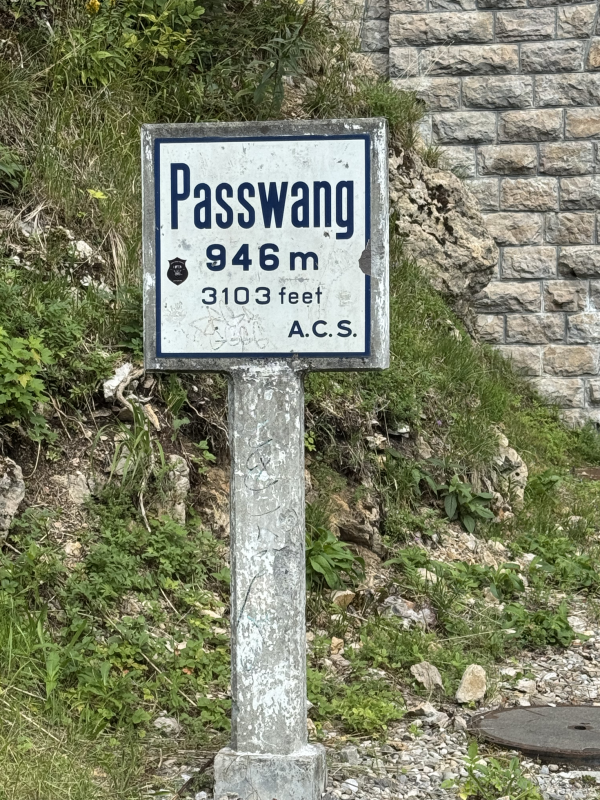 Passwang
946 m
3103 feet
A.C.S.